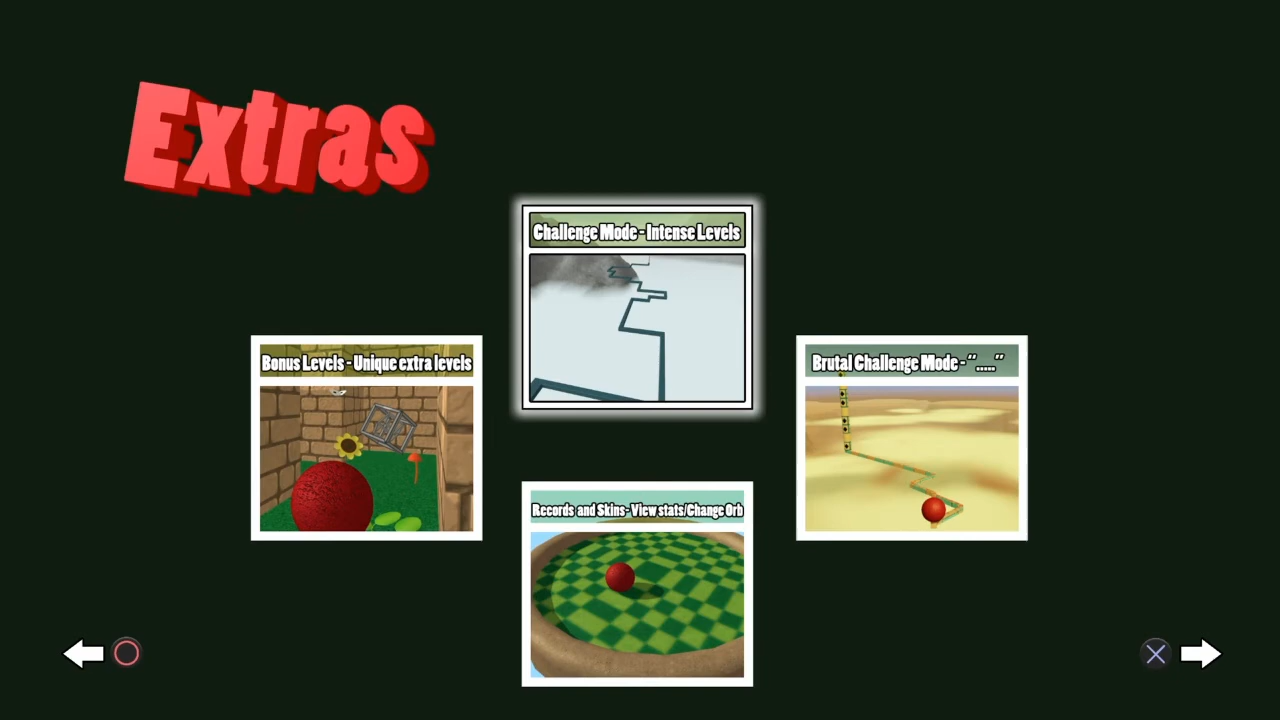 Extras
Challenge Mode - Intense Levels
Bonus Levels - Unique extra levels
Brutal Challenge Mode - "....."
Records and Skins- View stats/Change Orb